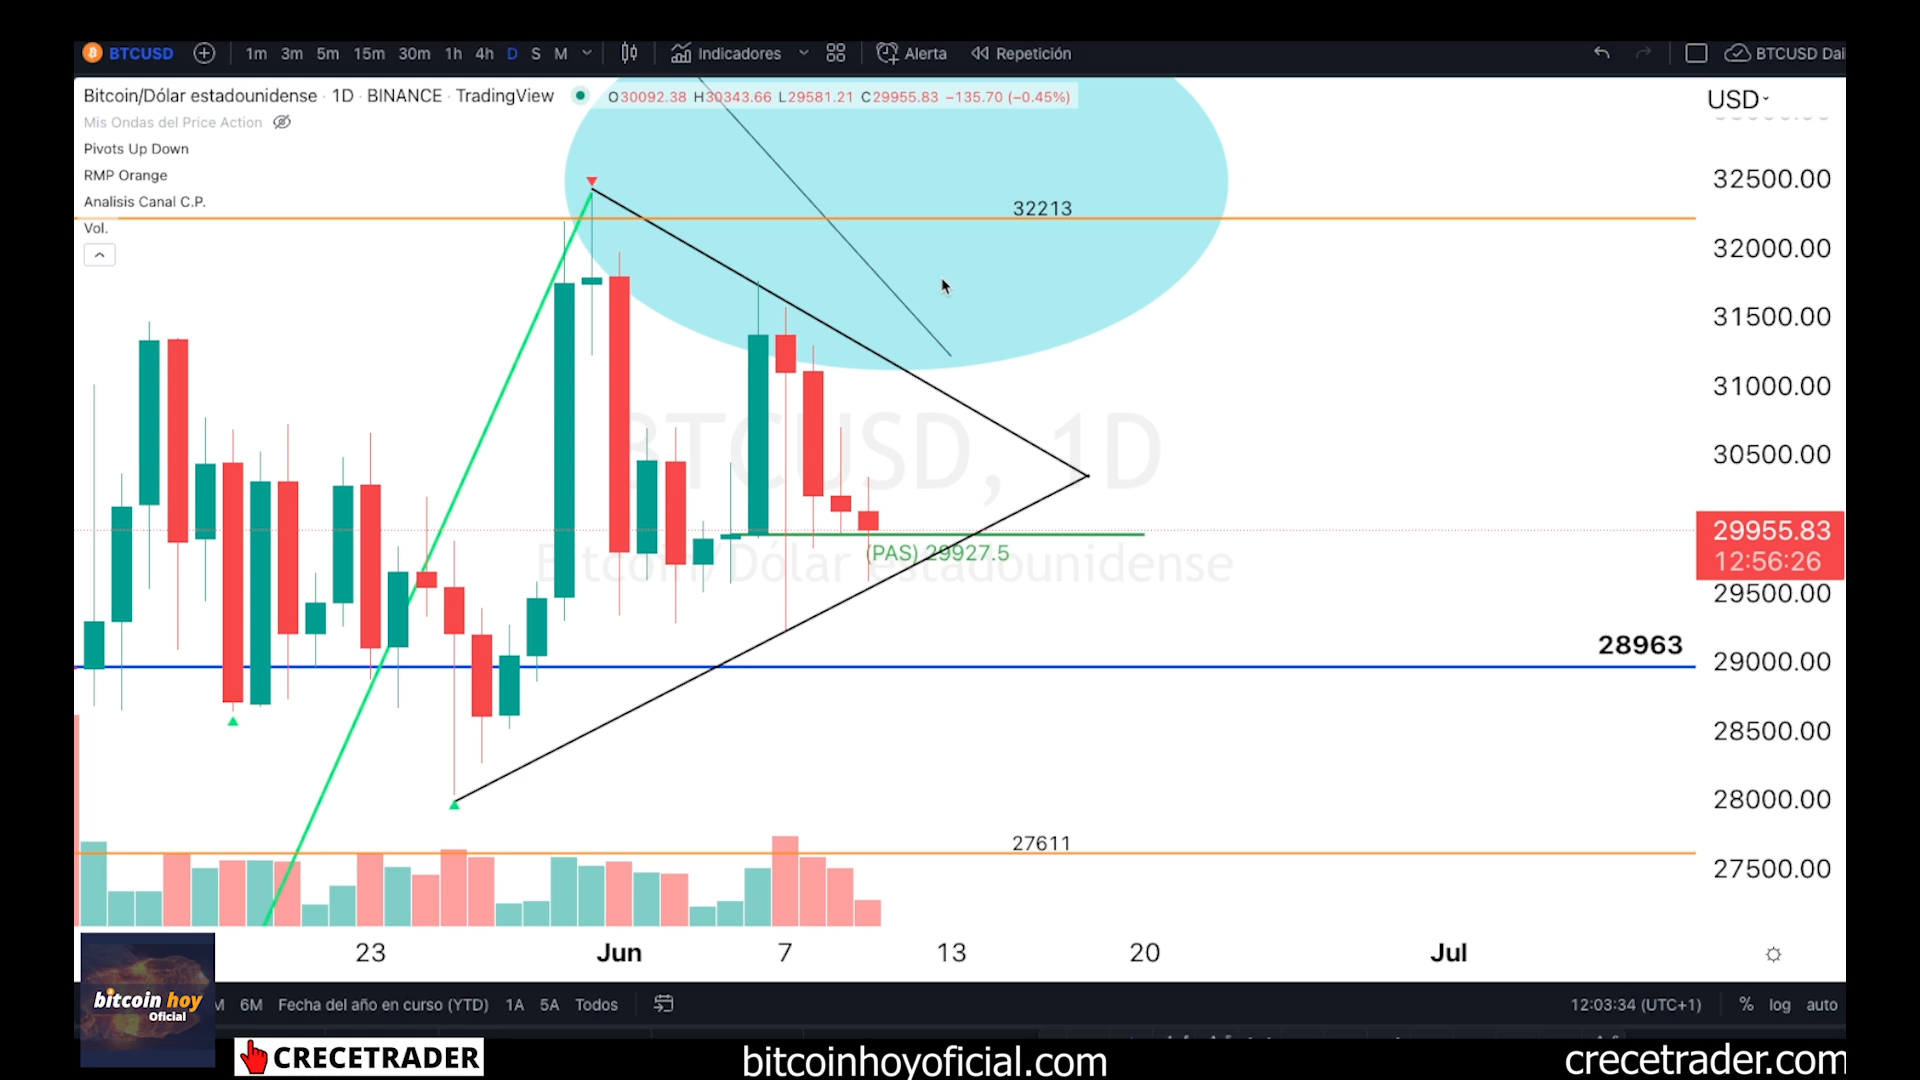 BTCUSD 1m 3m 5m 15m 30m 1h 4h D S M Indicadores Alerta Repetición BTCUSD Dai
Bitcoin/Dólar estadounidense · 1D · BINANCE · TradingView O30092.38 H30343.66 L29581.21 C29955.83 −135.70 (−0.45%) USD
Mis Ondas del Price Action
Pivots Up Down
RMP Orange
Analisis Canal C.P.
Vol.
32500.00
32213
32000.00
31500.00
31000.00
BTCUSD, 1D
30500.00
29955.83
12:56:26
(PAS) 29927.5
Bitcoin/Dólar estadounidense
29500.00
28963
29000.00
28500.00
28000.00
27611
27500.00
23 Jun 7 13 20 Jul
bitcoin hoy
Oficial
M 6M Fecha del año en curso (YTD) 1A 5A Todos 12:03:34 (UTC+1) % log auto
CRECETRADER bitcoinhoyoficial.com crecetrader.com